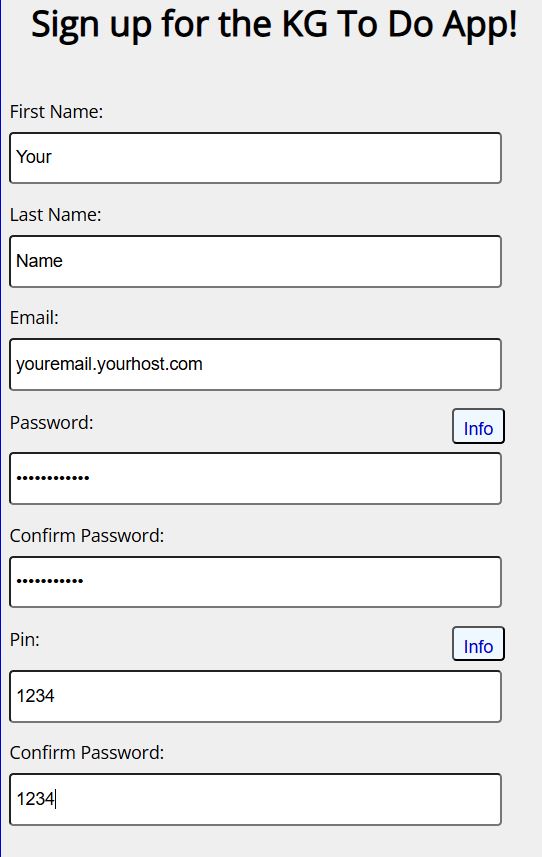 Sign up for the KG To Do App!
First Name:
Your
Last Name:
Name
Email:
youremail.yourhost.com
Password:
Info
••••••••••••
Confirm Password:
•••••••••••
Pin:
Info
1234
Confirm Password:
1234